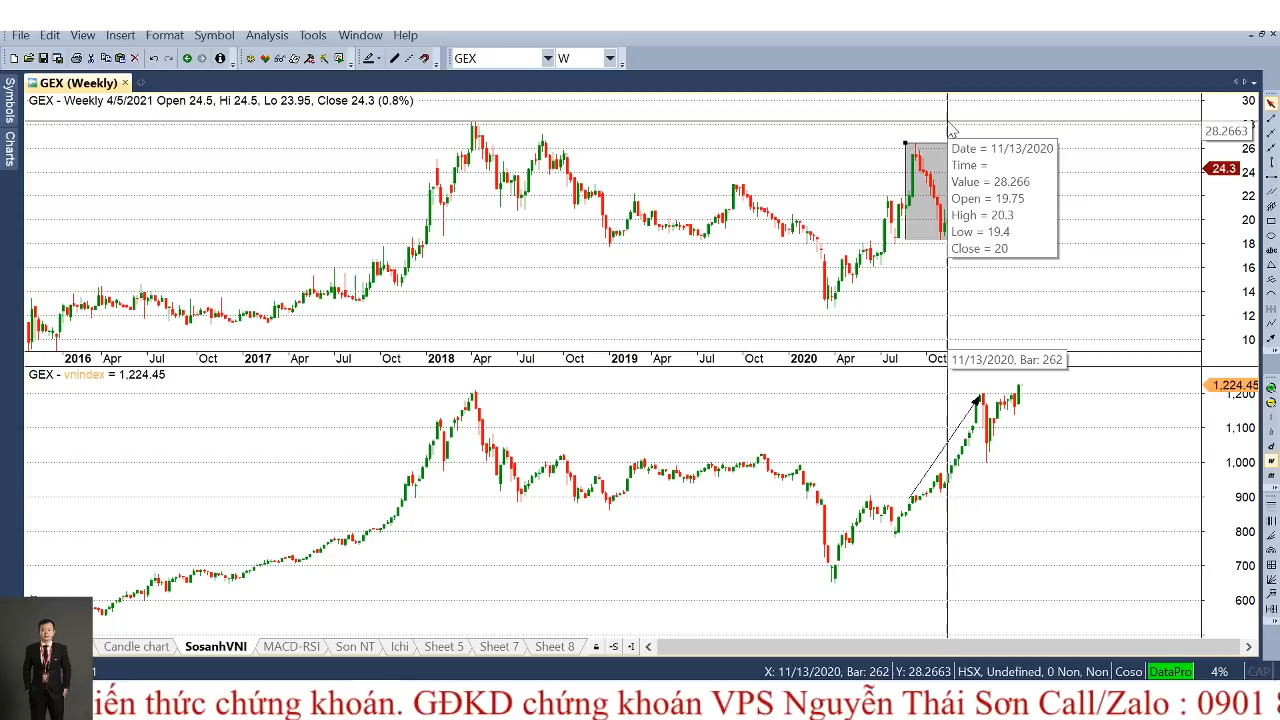 File Edit View Insert Format Symbol Analysis Tools Window Help
GEX W
GEX (Weekly)
Symbols
Charts
GEX - Weekly 4/5/2021 Open 24.5, Hi 24.5, Lo 23.95, Close 24.3 (0.8%)
30
28.2663
26
24.3
24
22
20
18
16
14
12
10
Date = 11/13/2020
Time =
Value = 28.266
Open = 19.75
High = 20.3
Low = 19.4
Close = 20
2016 Apr Jul Oct 2017 Apr Jul Oct 2018 Apr Jul Oct 2019 Apr Jul Oct 2020 Apr Jul Oct
11/13/2020, Bar: 262
GEX - vnindex = 1,224.45
1,224.45
1,200
1,100
1,000
900
800
700
600
Candle chart SosanhVNI MACD-RSI Son NT Ichi Sheet 5 Sheet 7 Sheet 8
X: 11/13/2020, Bar: 262 Y: 28.2663 HSX, Undefined, 0 Non, Non Coso DataPro 4% CAP
iến thức chứng khoán. GĐKD chứng khoán VPS Nguyễn Thái Sơn Call/Zalo : 0901